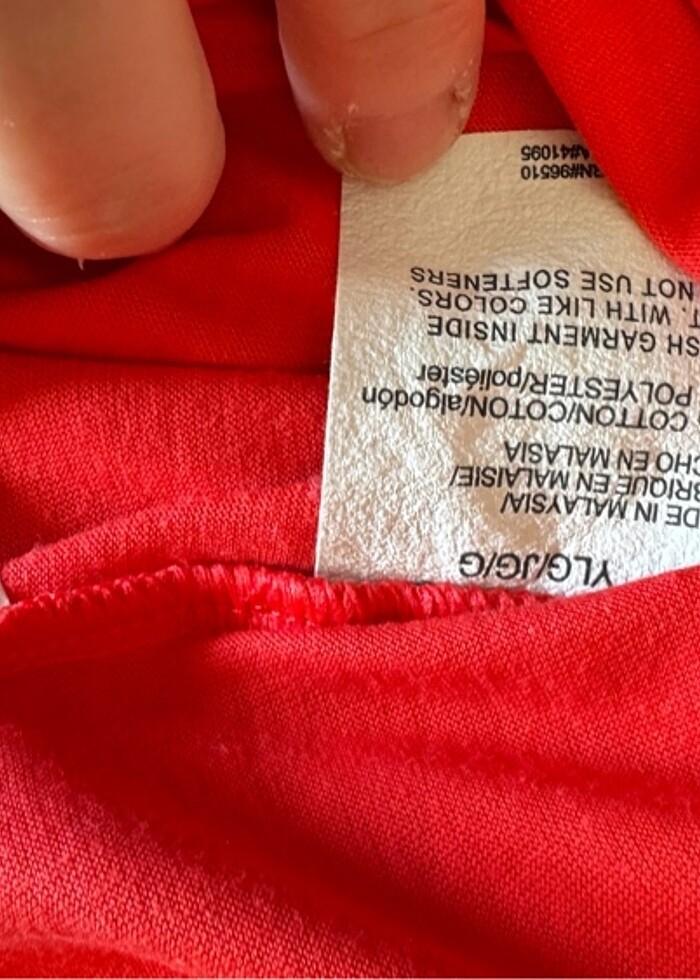 YLG/JG/G
DE IN MALAYSIA/
BRIQUE EN MALAISIE/
CHO EN MALASIA
COTTON/COTON/algodón
POLYESTER/poliéster
SH GARMENT INSIDE
T. WITH LIKE COLORS.
NOT USE SOFTENERS
RN#96510
A#41095